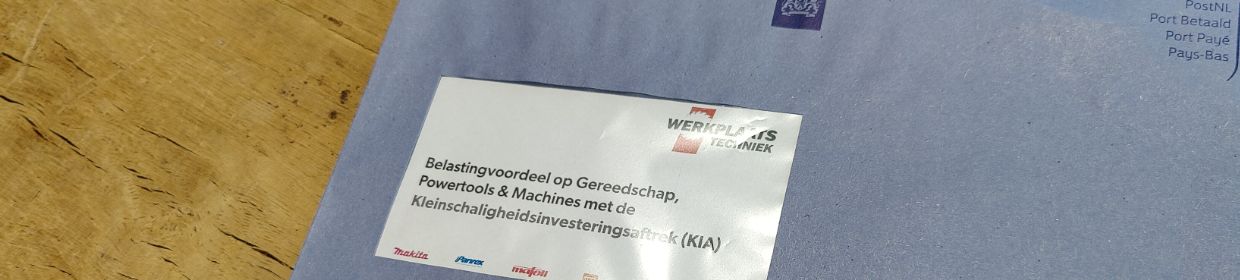 PostNL
Port Betaald
Port Payé
Pays-Bas
WERKPLAATS
TECHNIEK
Belastingvoordeel op Gereedschap,
Powertools & Machines met de
Kleinschaligheidsinvesteringsaftrek (KIA)
makita
mafell